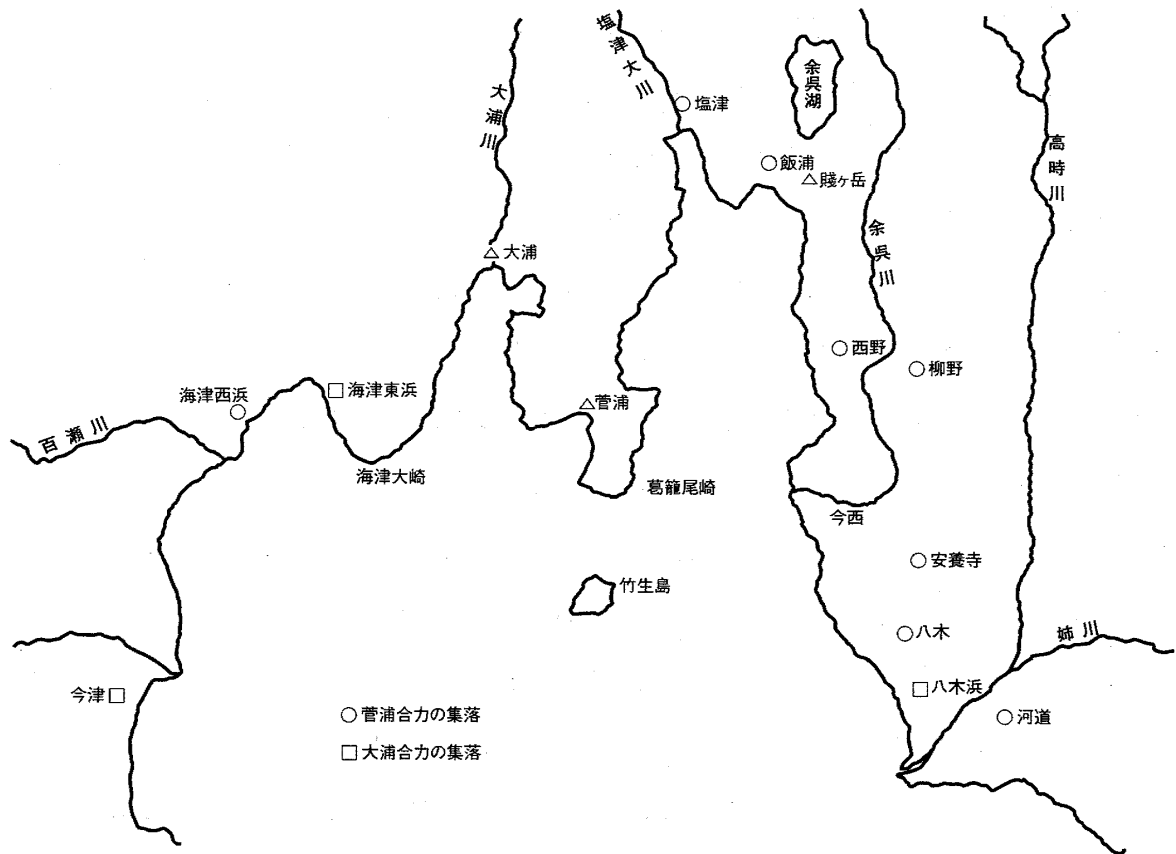 大浦川
塩津大川
塩津
余呉湖
飯浦
△賤ヶ岳
余呉川
高時川
△大浦
○西野
○柳野
海津西浜
□海津東浜
△菅浦
百瀬川
海津大崎
葛籠尾崎
今西
○安養寺
竹生島
○八木
姉川
今津□
□八木浜
○河道
○菅浦合力の集落
□大浦合力の集落